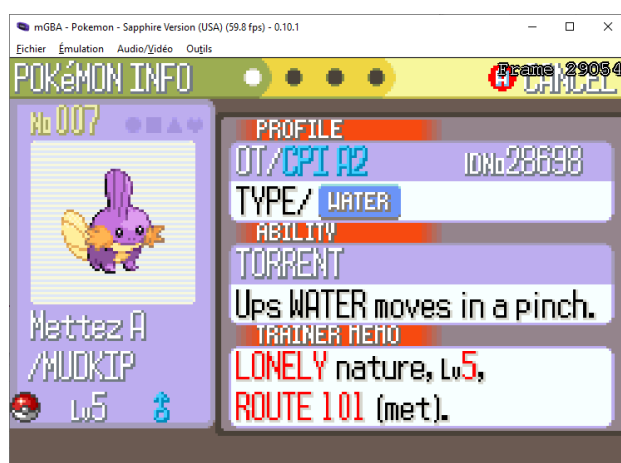 mGBA - Pokemon - Sapphire Version (USA) (59.8 fps) - 0.10.1
Fichier Émulation Audio/Vidéo Outils
POKéMON INFO
Frame 29054
CANCEL
No 007
PROFILE
OT/CPI A2 IDNo28698
TYPE/ WATER
ABILITY
TORRENT
Ups WATER moves in a pinch.
Mettez A
/MUDKIP
Lv5
TRAINER MEMO
LONELY nature, Lv5,
ROUTE 101 (met).